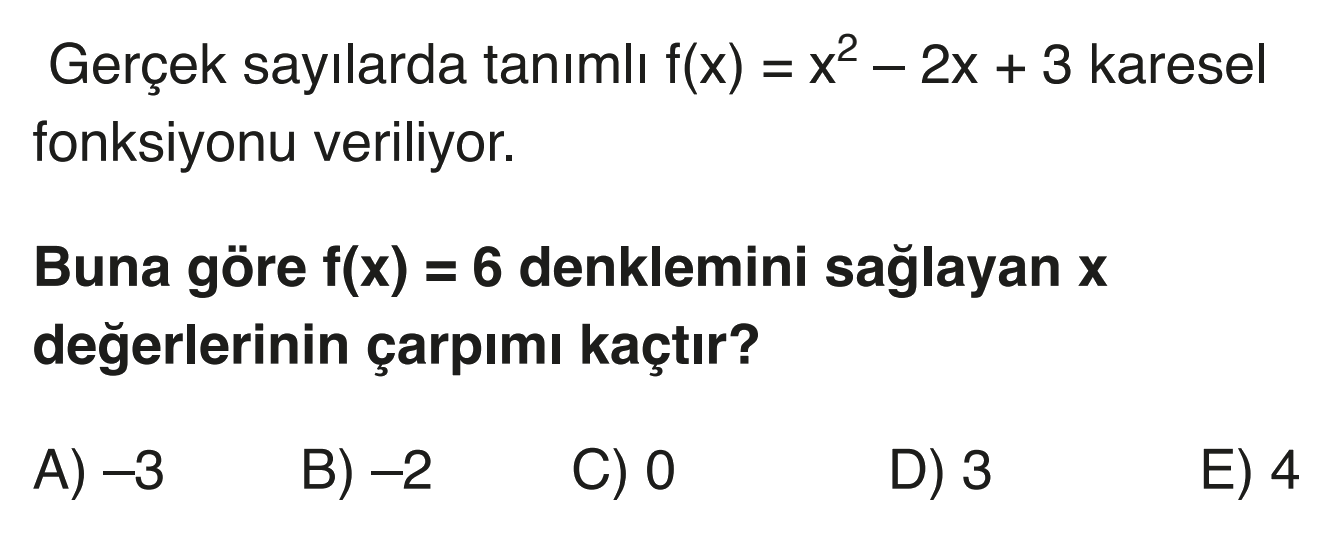 Gerçek sayılarda tanımlı f(x) = x² – 2x + 3 karesel
fonksiyonu veriliyor.
Buna göre f(x) = 6 denklemini sağlayan x
değerlerinin çarpımı kaçtır?
A) –3 B) –2 C) 0 D) 3 E) 4